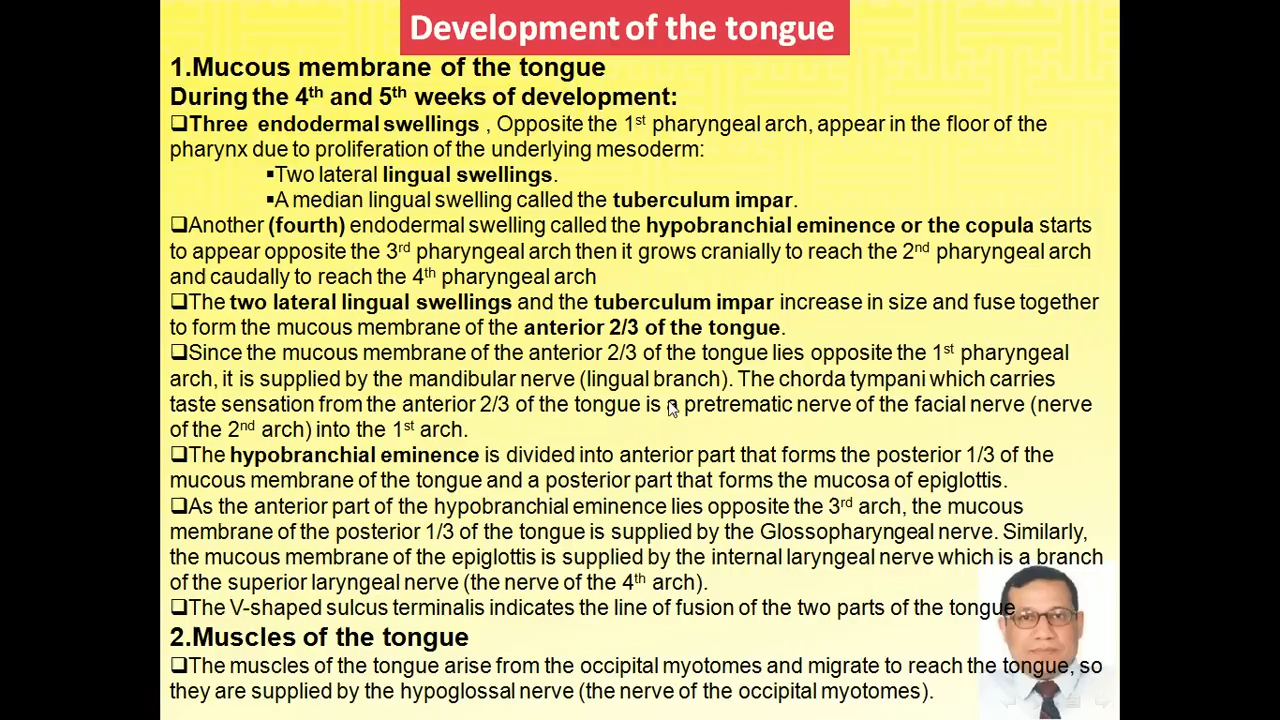 Development of the tongue
1.Mucous membrane of the tongue
During the 4th and 5th weeks of development:
❑Three endodermal swellings , Opposite the 1st pharyngeal arch, appear in the floor of the
pharynx due to proliferation of the underlying mesoderm:
▪Two lateral lingual swellings.
▪A median lingual swelling called the tuberculum impar.
❑Another (fourth) endodermal swelling called the hypobranchial eminence or the copula starts
to appear opposite the 3rd pharyngeal arch then it grows cranially to reach the 2nd pharyngeal arch
and caudally to reach the 4th pharyngeal arch
❑The two lateral lingual swellings and the tuberculum impar increase in size and fuse together
to form the mucous membrane of the anterior 2/3 of the tongue.
❑Since the mucous membrane of the anterior 2/3 of the tongue lies opposite the 1st pharyngeal
arch, it is supplied by the mandibular nerve (lingual branch). The chorda tympani which carries
taste sensation from the anterior 2/3 of the tongue is a pretrematic nerve of the facial nerve (nerve
of the 2nd arch) into the 1st arch.
❑The hypobranchial eminence is divided into anterior part that forms the posterior 1/3 of the
mucous membrane of the tongue and a posterior part that forms the mucosa of epiglottis.
❑As the anterior part of the hypobranchial eminence lies opposite the 3rd arch, the mucous
membrane of the posterior 1/3 of the tongue is supplied by the Glossopharyngeal nerve. Similarly,
the mucous membrane of the epiglottis is supplied by the internal laryngeal nerve which is a branch
of the superior laryngeal nerve (the nerve of the 4th arch).
❑The V-shaped sulcus terminalis indicates the line of fusion of the two parts of the tongue
2.Muscles of the tongue
❑The muscles of the tongue arise from the occipital myotomes and migrate to reach the tongue, so
they are supplied by the hypoglossal nerve (the nerve of the occipital myotomes).